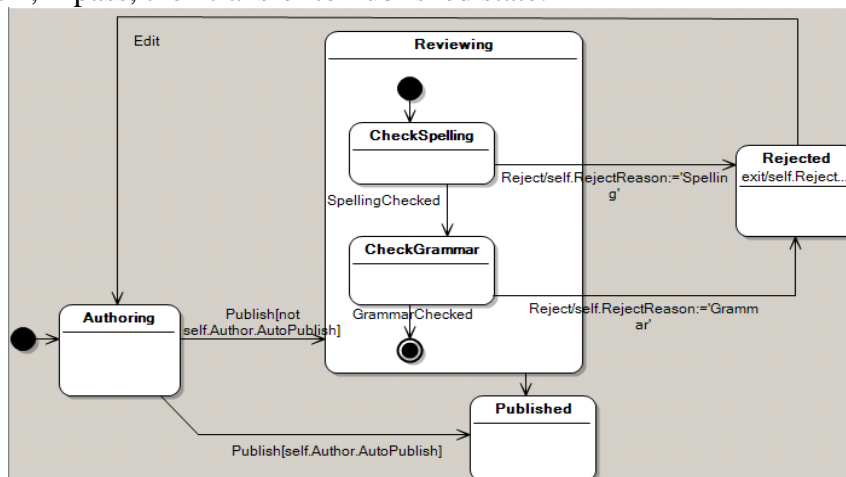 Edit
Reviewing
CheckSpelling
Rejected
exit/self.Reject...
Reject/self.RejectReason:='Spellin
g'
SpellingChecked
CheckGrammar
Reject/self.RejectReason:='Gramm
ar'
GrammarChecked
Authoring
Publish[not
self.Author.AutoPublish]
Published
Publish[self.Author.AutoPublish]